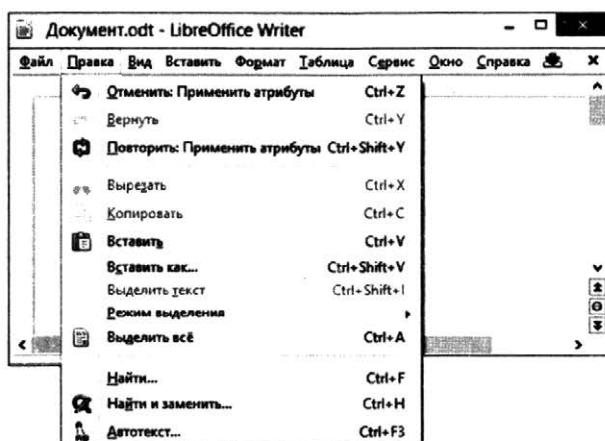 Документ.odt - LibreOffice Writer
Файл Правка Вид Вставить Формат Таблица Сервис Окно Справка
Отменить: Применить атрибуты Ctrl+Z
Вернуть Ctrl+Y
Повторить: Применить атрибуты Ctrl+Shift+Y
Вырезать Ctrl+X
Копировать Ctrl+C
Вставить Ctrl+V
Вставить как... Ctrl+Shift+V
Выделить текст Ctrl+Shift+I
Режим выделения
Выделить всё Ctrl+A
Найти... Ctrl+F
Найти и заменить... Ctrl+H
Автотекст... Ctrl+F3